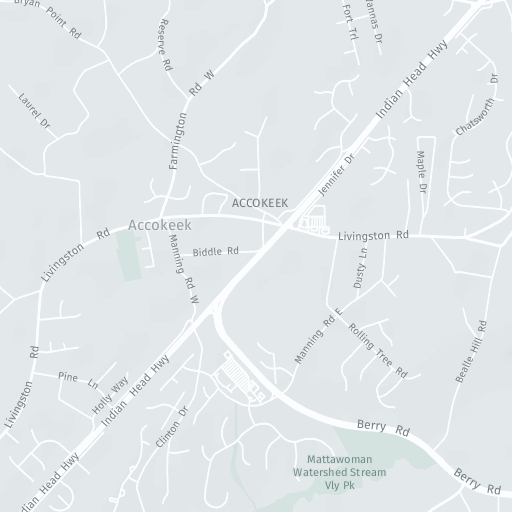 Bryan Point Rd
Reserve Rd
Fort Trl
Dr
Indian Head Hwy
Chatsworth Dr
Laurel Dr
Farmington Rd W
Maple Dr
Jennifer Dr
ACCOKEEK
Accokeek
Livingston Rd
Livingston Rd
Biddle Rd
Manning Rd W
Dusty Ln
Manning Rd E
Rolling Tree Rd
Bealle Hill Rd
Livingston Rd
Pine Ln
Holly Way
Indian Head Hwy
Clinton Dr
Berry Rd
Indian Head Hwy
Mattawoman
Watershed Stream
Vly Pk
Berry Rd